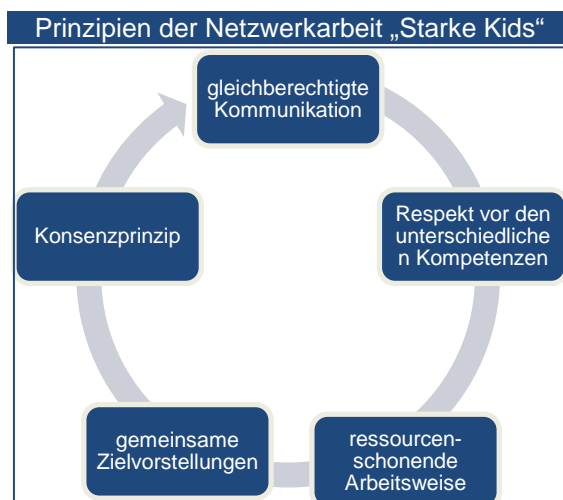 Prinzipien der Netzwerkarbeit „Starke Kids“
gleichberechtigte
Kommunikation
Respekt vor den
unterschiedliche
n Kompetenzen
ressourcen-
schonende
Arbeitsweise
gemeinsame
Zielvorstellungen
Konsenzprinzip